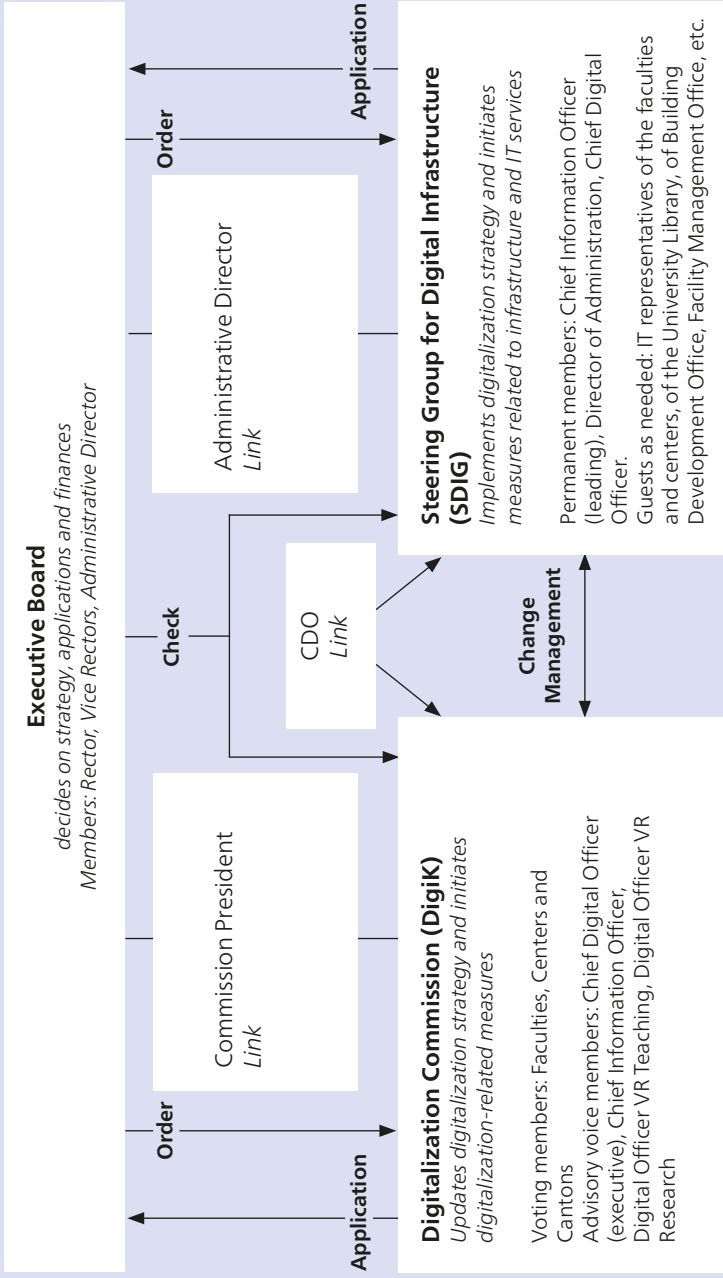 Executive Board
decides on strategy, applications and finances
Members: Rector, Vice Rectors, Administrative Director
Application
Order
Commission President
Link
Check
CDO
Link
Administrative Director
Link
Order
Application
Digitalization Commission (DigiK)
Updates digitalization strategy and initiates
digitalization-related measures
Voting members: Faculties, Centers and
Cantons
Advisory voice members: Chief Digital Officer
(executive), Chief Information Officer,
Digital Officer VR Teaching, Digital Officer VR
Research
Change
Management
Steering Group for Digital Infrastructure
(SDIG)
Implements digitalization strategy and initiates
measures related to infrastructure and IT services
Permanent members: Chief Information Officer
(leading), Director of Administration, Chief Digital
Officer.
Guests as needed: IT representatives of the faculties
and centers, of the University Library, of Building
Development Office, Facility Management Office, etc.